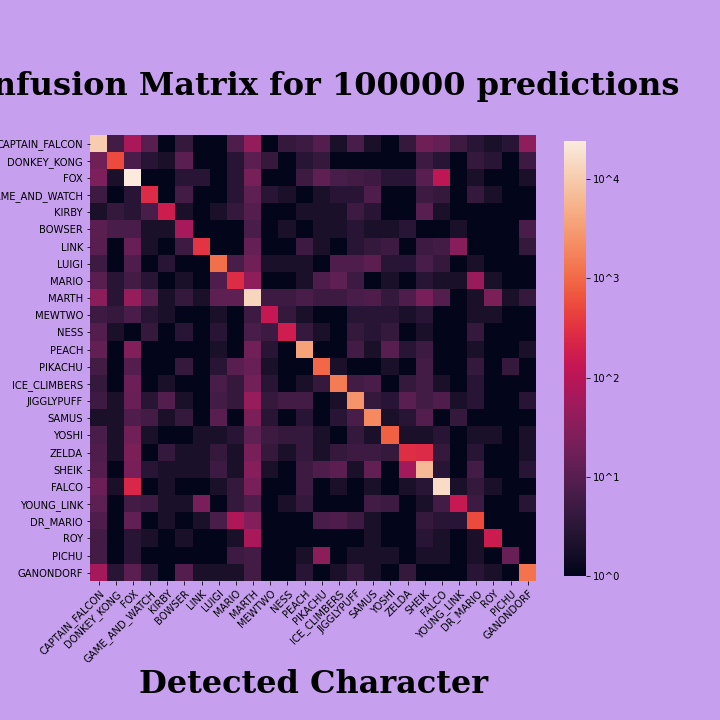 nfusion Matrix for 100000 predictions
CAPTAIN_FALCON
DONKEY_KONG
FOX
AME_AND_WATCH
KIRBY
BOWSER
LINK
LUIGI
MARIO
MARTH
MEWTWO
NESS
PEACH
PIKACHU
ICE_CLIMBERS
JIGGLYPUFF
SAMUS
YOSHI
ZELDA
SHEIK
FALCO
YOUNG_LINK
DR_MARIO
ROY
PICHU
GANONDORF
CAPTAIN_FALCON
DONKEY_KONG
FOX
GAME_AND_WATCH
KIRBY
BOWSER
LINK
LUIGI
MARIO
MARTH
MEWTWO
NESS
PEACH
PIKACHU
ICE_CLIMBERS
JIGGLYPUFF
SAMUS
YOSHI
ZELDA
SHEIK
FALCO
YOUNG_LINK
DR_MARIO
ROY
PICHU
GANONDORF
10^4
10^3
10^2
10^1
10^0
Detected Character